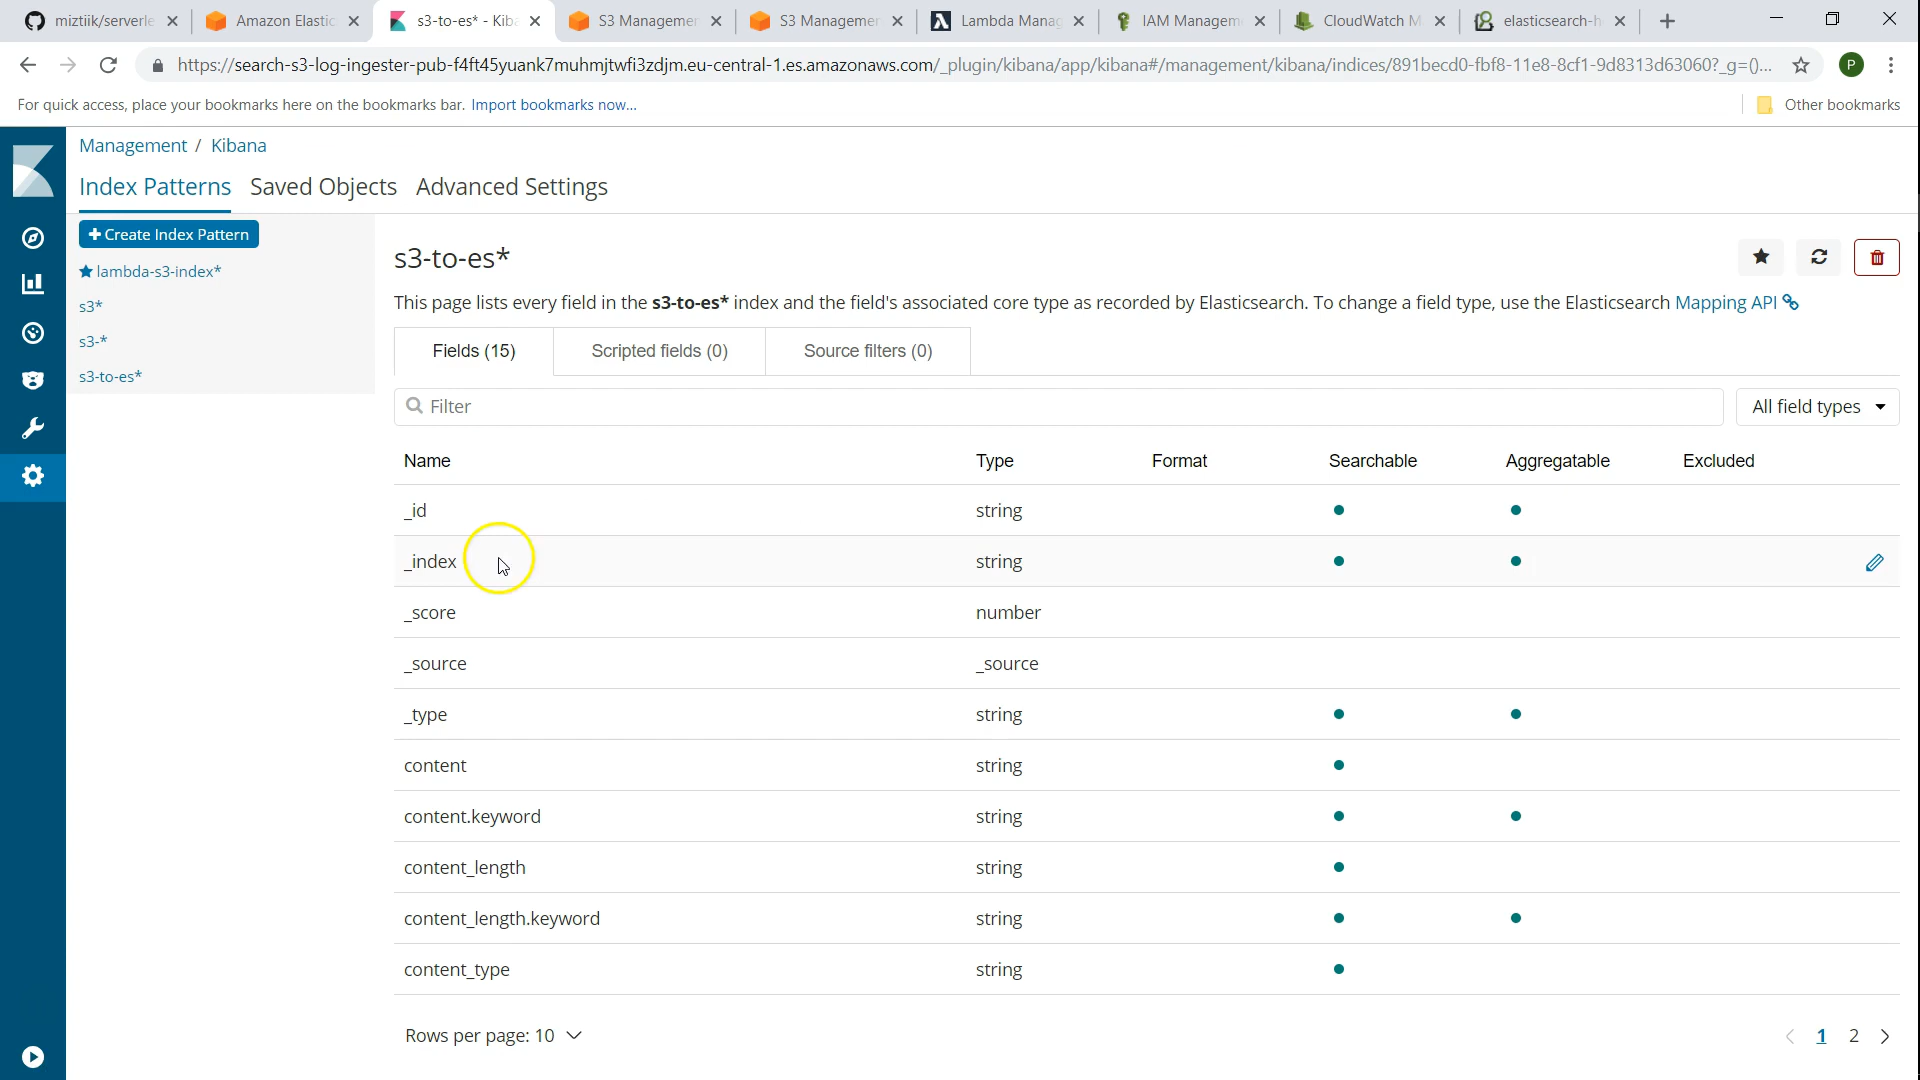 miztiik/serverle
Amazon Elastic
s3-to-es* - Kiba
S3 Managemen
S3 Managemen
Lambda Manag
IAM Managem
CloudWatch M
elasticsearch-h
https://search-s3-log-ingester-pub-f4ft45yuank7muhmjtwfi3zdjm.eu-central-1.es.amazonaws.com/_plugin/kibana/app/kibana#/management/kibana/indices/891becd0-fbf8-11e8-8cf1-9d8313d63060?_g=()...
P
For quick access, place your bookmarks here on the bookmarks bar. Import bookmarks now...
Other bookmarks
Management / Kibana
Index Patterns Saved Objects Advanced Settings
+ Create Index Pattern
lambda-s3-index*
s3*
s3-*
s3-to-es*
s3-to-es*
This page lists every field in the s3-to-es* index and the field's associated core type as recorded by Elasticsearch. To change a field type, use the Elasticsearch Mapping API
Fields (15) Scripted fields (0) Source filters (0)
Filter
All field types
Name Type Format Searchable Aggregatable Excluded
_id string
_index string
_score number
_source _source
_type string
content string
content.keyword string
content_length string
content_length.keyword string
content_type string
Rows per page: 10
1 2